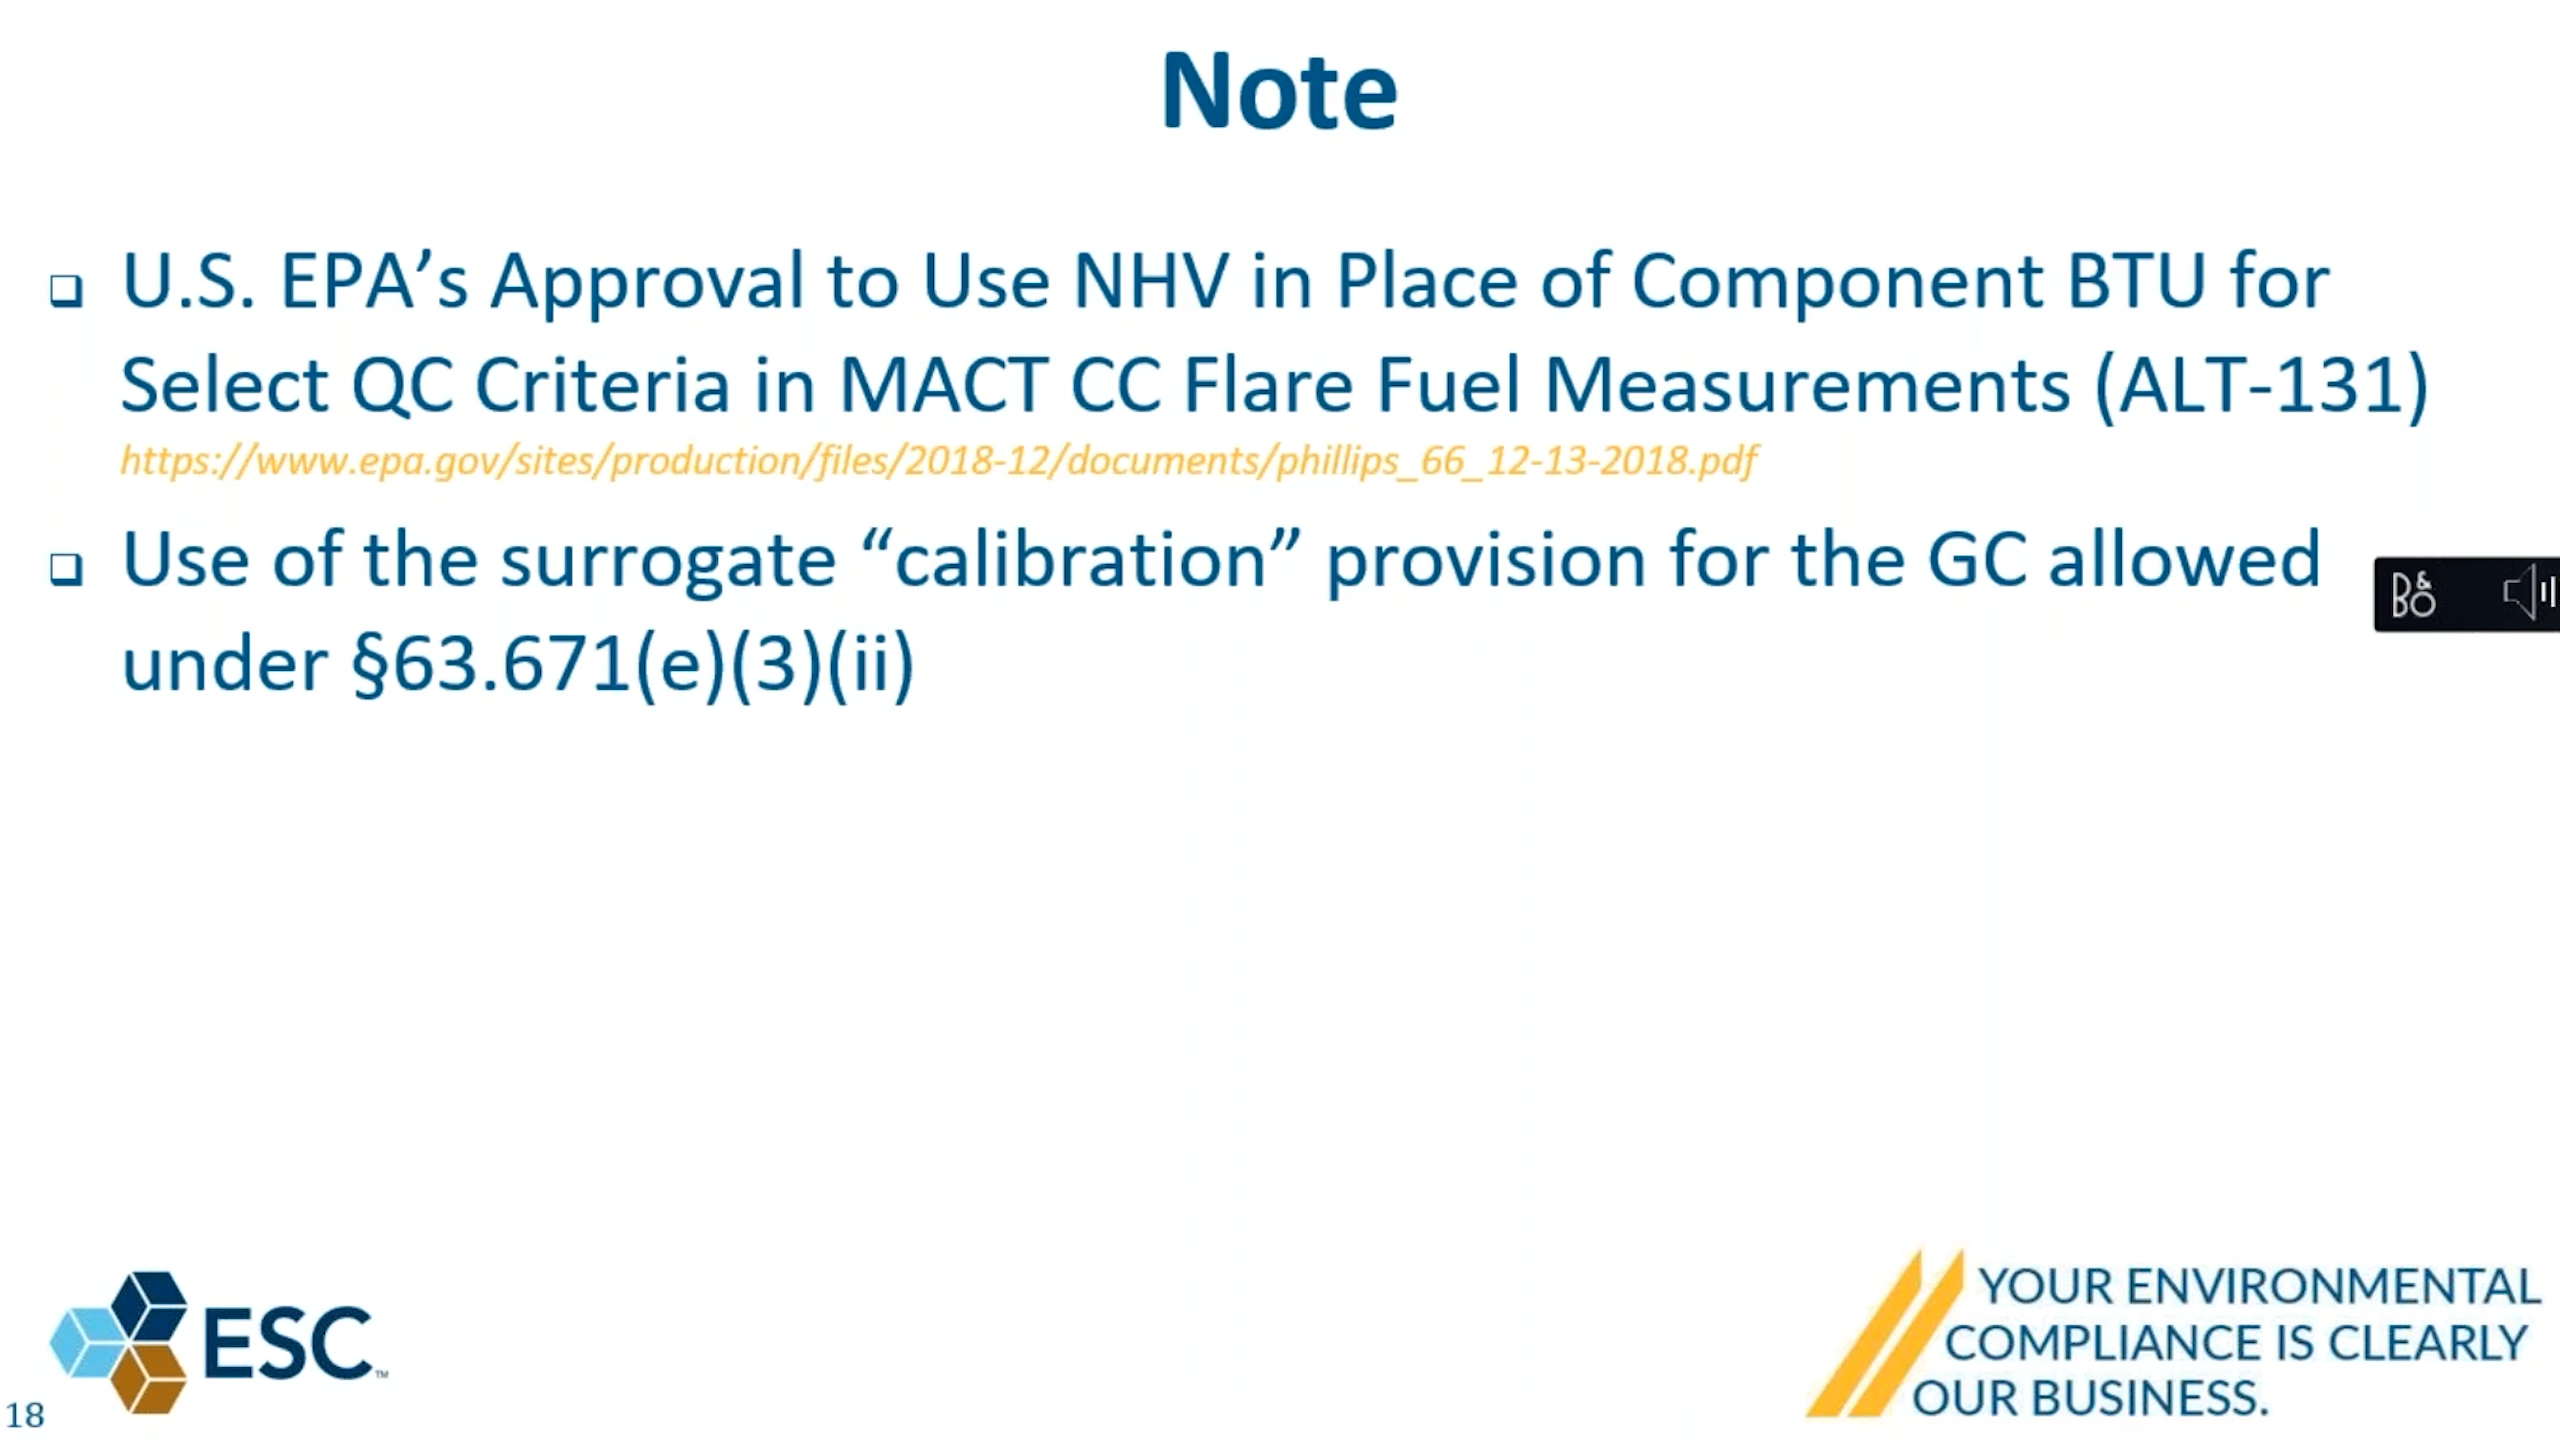 Note
❑ U.S. EPA’s Approval to Use NHV in Place of Component BTU for
Select QC Criteria in MACT CC Flare Fuel Measurements (ALT-131)
https://www.epa.gov/sites/production/files/2018-12/documents/phillips_66_12-13-2018.pdf
❑ Use of the surrogate “calibration” provision for the GC allowed
under §63.671(e)(3)(ii)
B&O
ESC™
YOUR ENVIRONMENTAL
COMPLIANCE IS CLEARLY
OUR BUSINESS.
18